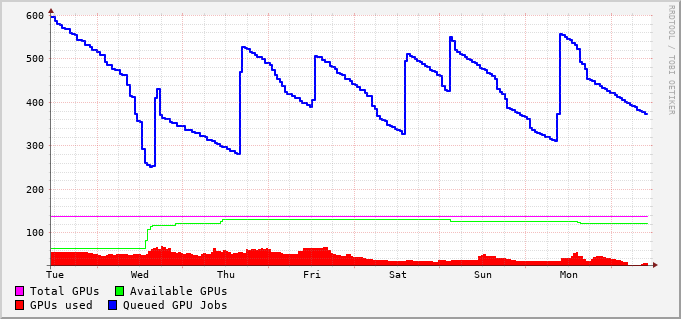 600
500
400
300
200
100
Tue Wed Thu Fri Sat Sun Mon
Total GPUs Available GPUs
GPUs used Queued GPU Jobs
RRDTOOL / TOBI OETIKER